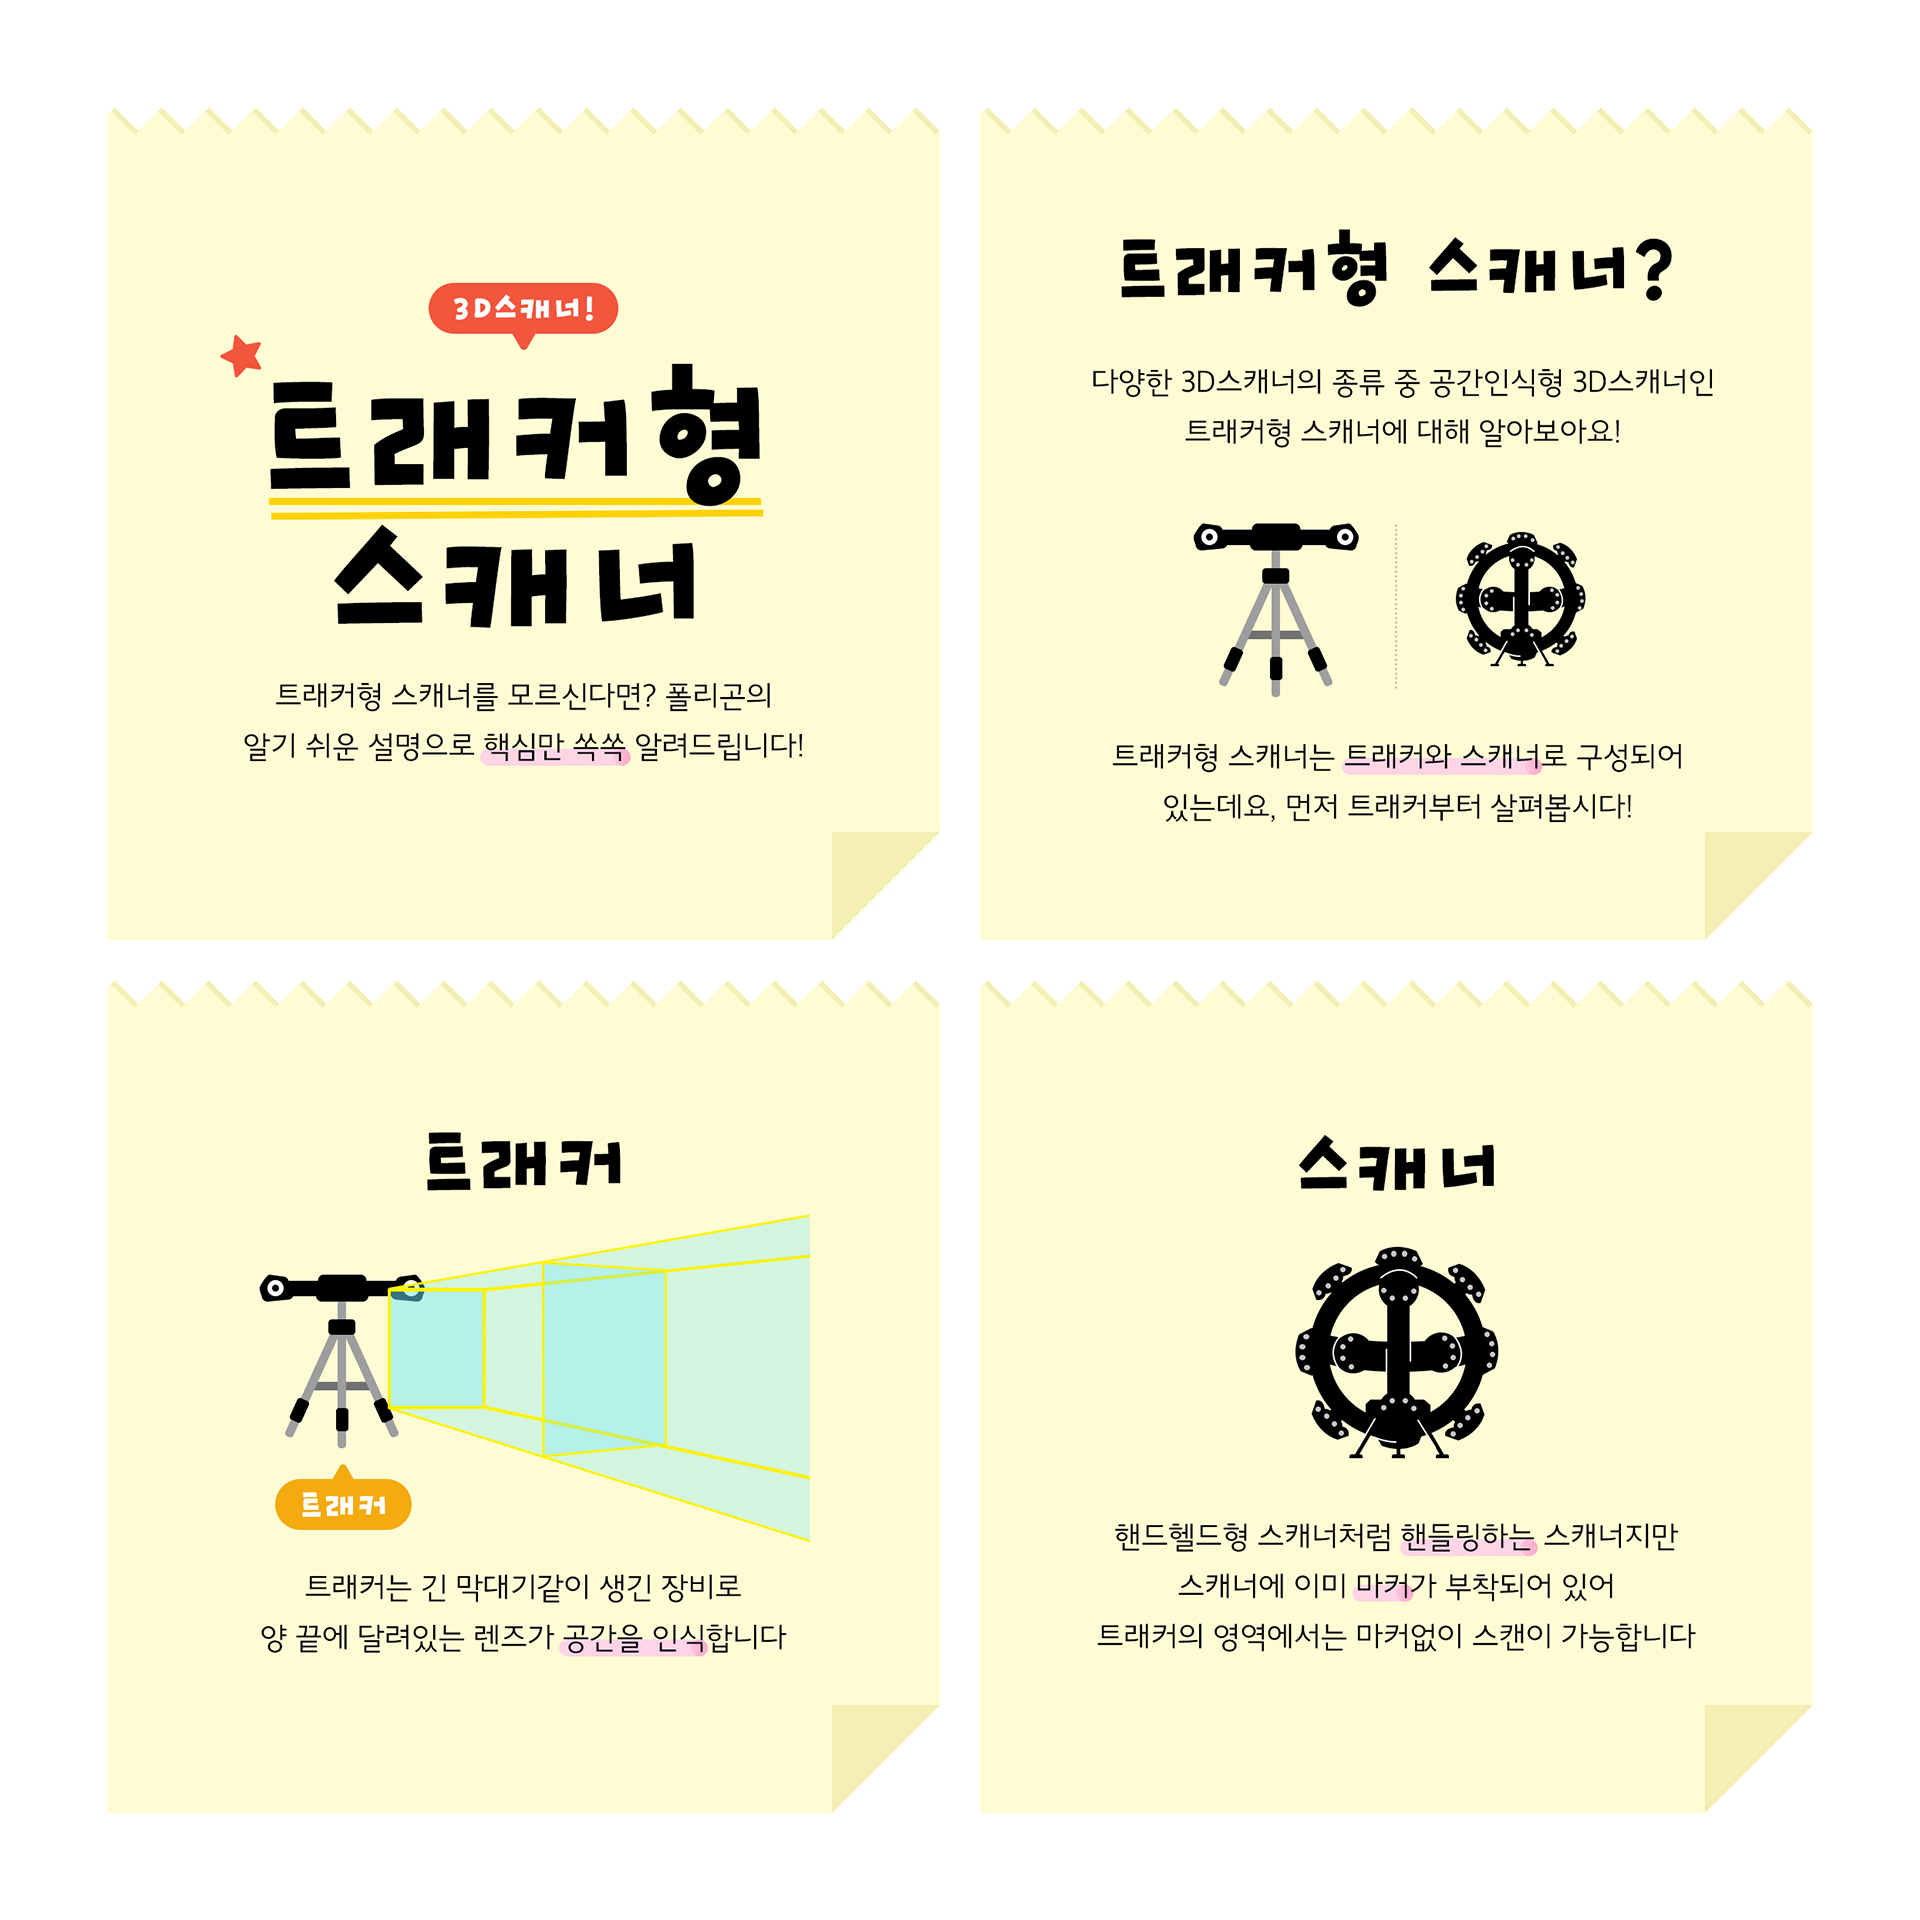 3D스캐너!
트래커형
스캐너
트래커형 스캐너를 모르신다면? 폴리곤의
알기 쉬운 설명으로 핵심만 쏙쏙 알려드립니다!
트래커형 스캐너?
다양한 3D스캐너의 종류 중 공간인식형 3D스캐너인
트래커형 스캐너에 대해 알아보아요!
트래커형 스캐너는 트래커와 스캐너로 구성되어
있는데요, 먼저 트래커부터 살펴봅시다!
트래커
트래커
트래커는 긴 막대기같이 생긴 장비로
양 끝에 달려있는 렌즈가 공간을 인식합니다
스캐너
핸드헬드형 스캐너처럼 핸들링하는 스캐너지만
스캐너에 이미 마커가 부착되어 있어
트래커의 영역에서는 마커없이 스캔이 가능합니다